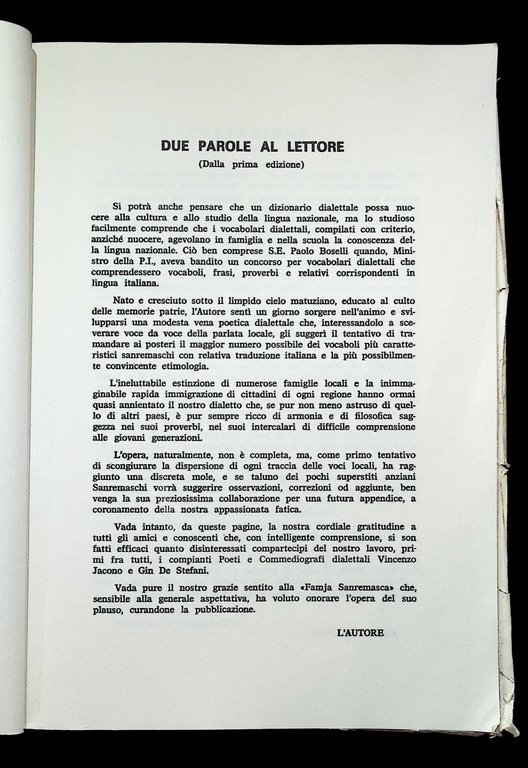 DUE PAROLE AL LETTORE
(Dalla prima edizione)
Si potrà anche pensare che un dizionario dialettale possa nuo-
cere alla cultura e allo studio della lingua nazionale, ma lo studioso
facilmente comprende che i vocabolari dialettali, compilati con criterio,
anziché nuocere, agevolano in famiglia e nella scuola la conoscenza del-
la lingua nazionale. Ciò ben comprese S.E. Paolo Boselli quando, Mini-
stro della P.I., aveva bandito un concorso per vocabolari dialettali che
comprendessero vocaboli, frasi, proverbi e relativi corrispondenti in
lingua italiana.
Nato e cresciuto sotto il limpido cielo matuziano, educato al culto
delle memorie patrie, l'Autore sentì un giorno sorgere nell'animo e svi-
lupparsi una modesta vena poetica dialettale che, interessandolo a sce-
verare voce da voce della parlata locale, gli suggerì il tentativo di tra-
mandare ai posteri il maggior numero possibile dei vocaboli più caratte-
ristici sanremaschi con relativa traduzione italiana e la più possibilmen-
te convincente etimologia.
L'ineluttabile estinzione di numerose famiglie locali e la inimma-
ginabile rapida immigrazione di cittadini di ogni regione hanno ormai
quasi annientato il nostro dialetto che, se pur non meno astruso di quel-
lo di altri paesi, è pur sempre ricco di armonia e di filosofica sag-
gezza nei suoi proverbi, nei suoi intercalari di difficile comprensione
alle giovani generazioni.
L'opera, naturalmente, non è completa, ma, come primo tentativo
di scongiurare la dispersione di ogni traccia delle voci locali, ha rag-
giunto una discreta mole, e se taluno dei pochi superstiti anziani
Sanremaschi vorrà suggerire osservazioni, correzioni od aggiunte, ben
venga la sua preziosissima collaborazione per una futura appendice, a
coronamento della nostra appassionata fatica.
Vada intanto, da queste pagine, la nostra cordiale gratitudine a
tutti gli amici e conoscenti che, con intelligente comprensione, si son
fatti efficaci quanto disinteressati compartecipi del nostro lavoro, pri-
mi fra tutti, i compianti Poeti e Commediografi dialettali Vincenzo
Jacono e Gin De Stefani.
Vada pure il nostro grazie sentito alla «Famja Sanremasca» che,
sensibile alla generale aspettativa, ha voluto onorare l'opera del suo
plauso, curandone la pubblicazione.
L'AUTORE